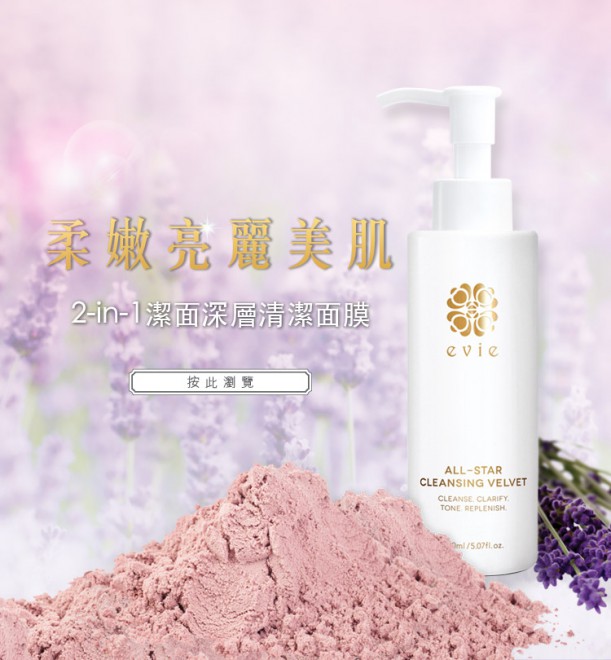 柔嫩亮麗美肌
2-in-1潔面深層清潔面膜
按此瀏覽
evie
ALL-STAR
CLEANSING VELVET
CLEANSE. CLARIFY.
TONE. REPLENISH.
/5.07fl.oz.